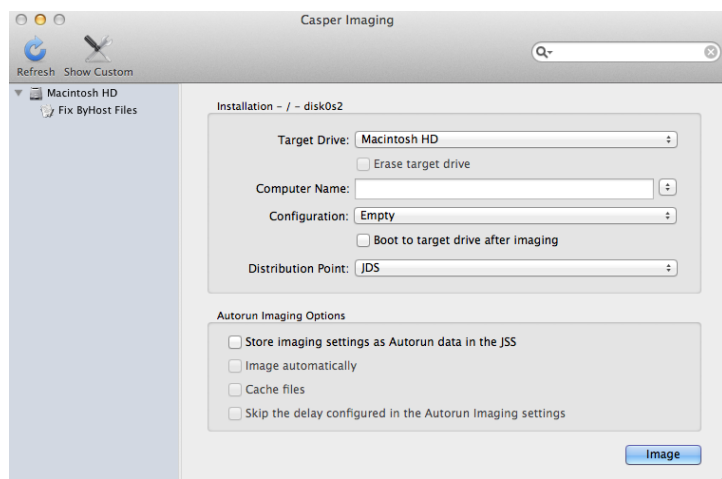 Casper Imaging
Refresh Show Custom
Macintosh HD
Fix ByHost Files
Installation - / - disk0s2
Target Drive: Macintosh HD
Erase target drive
Computer Name:
Configuration: Empty
Boot to target drive after imaging
Distribution Point: JDS
Autorun Imaging Options
Store imaging settings as Autorun data in the JSS
Image automatically
Cache files
Skip the delay configured in the Autorun Imaging settings
Image